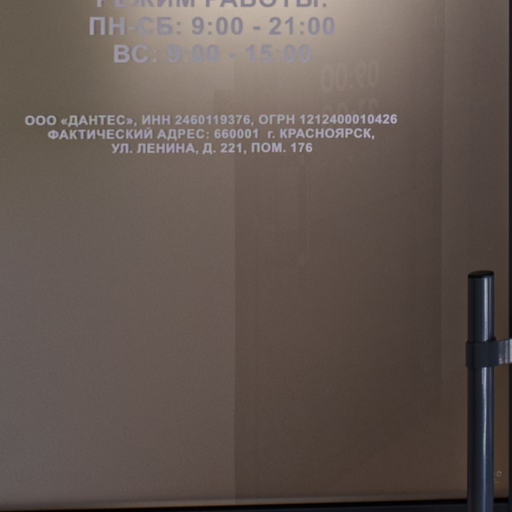 РЕЖИМ РАБОТЫ:
ПН-СБ: 9:00 - 21:00
ВС: 9:00 - 15:00
ООО «ДАНТЕС», ИНН 2460119376, ОГРН 1212400010426
ФАКТИЧЕСКИЙ АДРЕС: 660001 г. КРАСНОЯРСК,
УЛ. ЛЕНИНА, Д. 221, ПОМ. 176